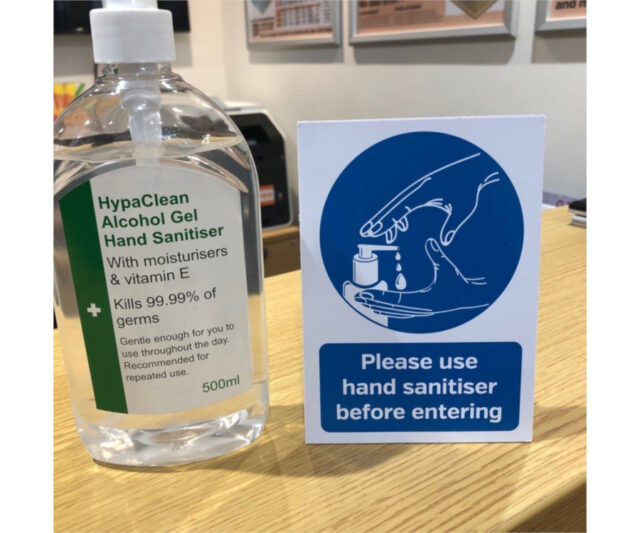 HypaClean
Alcohol Gel
Hand Sanitiser
With moisturisers
& vitamin E
Kills 99.99% of
germs
Gentle enough for you to
use throughout the day.
Recommended for
repeated use.
500ml
Please use
hand sanitiser
before entering